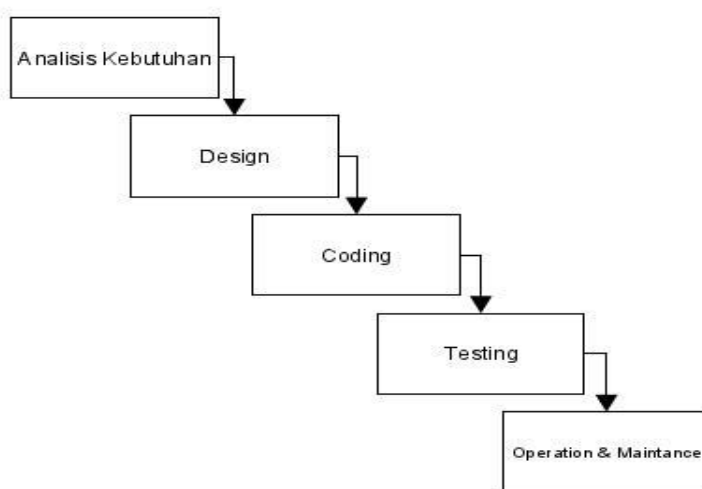 Analisis Kebutuhan
Design
Coding
Testing
Operation & Maintance